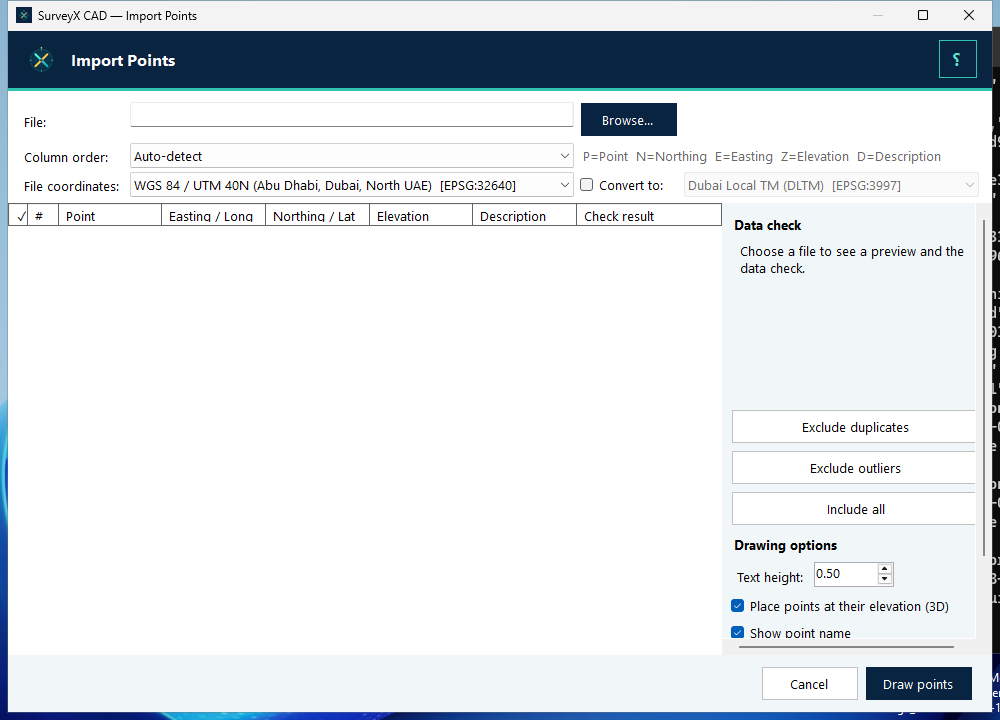 SurveyX CAD — Import Points
Import Points
؟
File:
Browse...
Column order:
Auto-detect
P=Point N=Northing E=Easting Z=Elevation D=Description
File coordinates:
WGS 84 / UTM 40N (Abu Dhabi, Dubai, North UAE) [EPSG:32640]
Convert to:
Dubai Local TM (DLTM) [EPSG:3997]
✓ # Point Easting / Long Northing / Lat Elevation Description Check result
Data check
Choose a file to see a preview and the
data check.
Exclude duplicates
Exclude outliers
Include all
Drawing options
Text height: 0.50
Place points at their elevation (3D)
Show point name
Cancel
Draw points